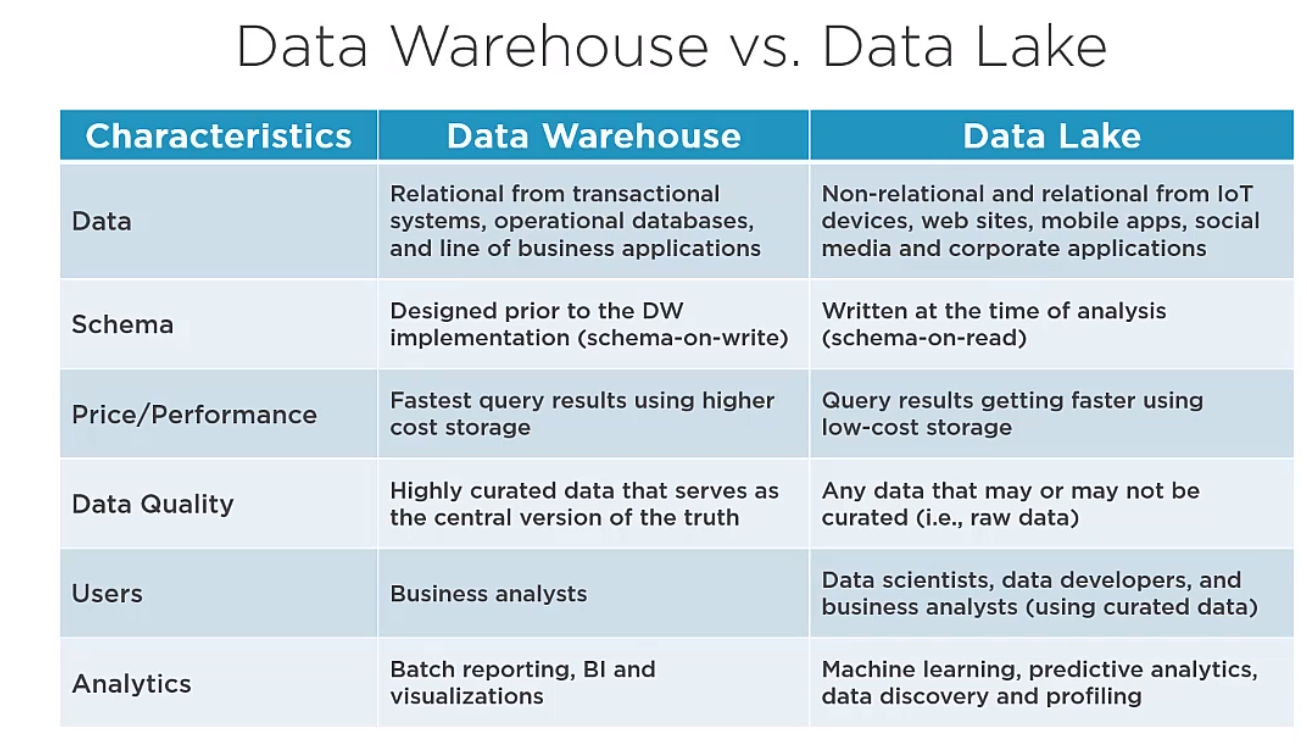 Data Warehouse vs. Data Lake
Characteristics
Data Warehouse
Data Lake
Data
Relational from transactional
systems, operational databases,
and line of business applications
Non-relational and relational from IoT
devices, web sites, mobile apps, social
media and corporate applications
Schema
Designed prior to the DW
implementation (schema-on-write)
Written at the time of analysis
(schema-on-read)
Price/Performance
Fastest query results using higher
cost storage
Query results getting faster using
low-cost storage
Data Quality
Highly curated data that serves as
the central version of the truth
Any data that may or may not be
curated (i.e., raw data)
Users
Business analysts
Data scientists, data developers, and
business analysts (using curated data)
Analytics
Batch reporting, BI and
visualizations
Machine learning, predictive analytics,
data discovery and profiling